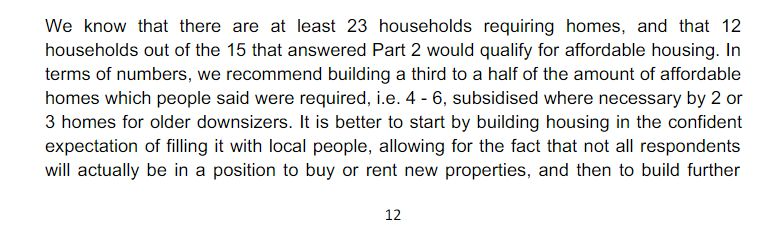 We know that there are at least 23 households requiring homes, and that 12
households out of the 15 that answered Part 2 would qualify for affordable housing. In
terms of numbers, we recommend building a third to a half of the amount of affordable
homes which people said were required, i.e. 4 - 6, subsidised where necessary by 2 or
3 homes for older downsizers. It is better to start by building housing in the confident
expectation of filling it with local people, allowing for the fact that not all respondents
will actually be in a position to buy or rent new properties, and then to build further
12